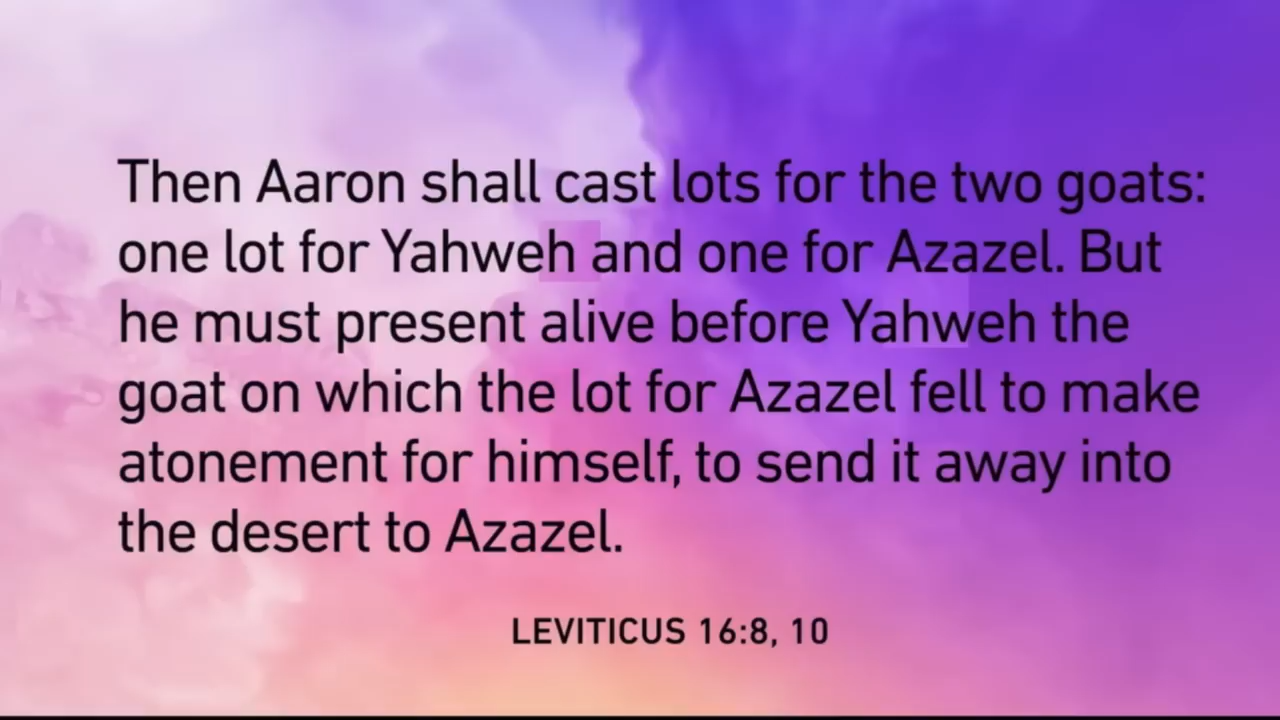 Then Aaron shall cast lots for the two goats:
one lot for Yahweh and one for Azazel. But
he must present alive before Yahweh the
goat on which the lot for Azazel fell to make
atonement for himself, to send it away into
the desert to Azazel.
LEVITICUS 16:8, 10